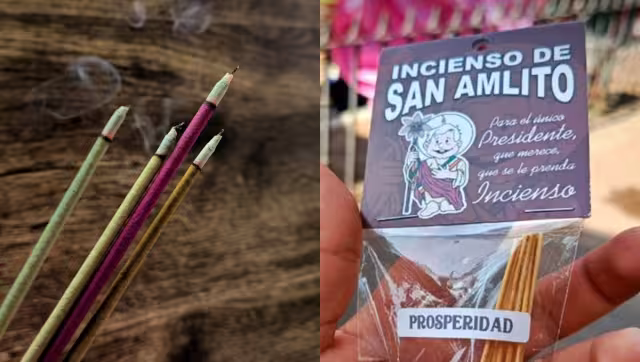 INCIENSO DE
SAN AMLITO
Para el único
Presidente,
que merece,
que se le prenda
Incienso
PROSPERIDAD